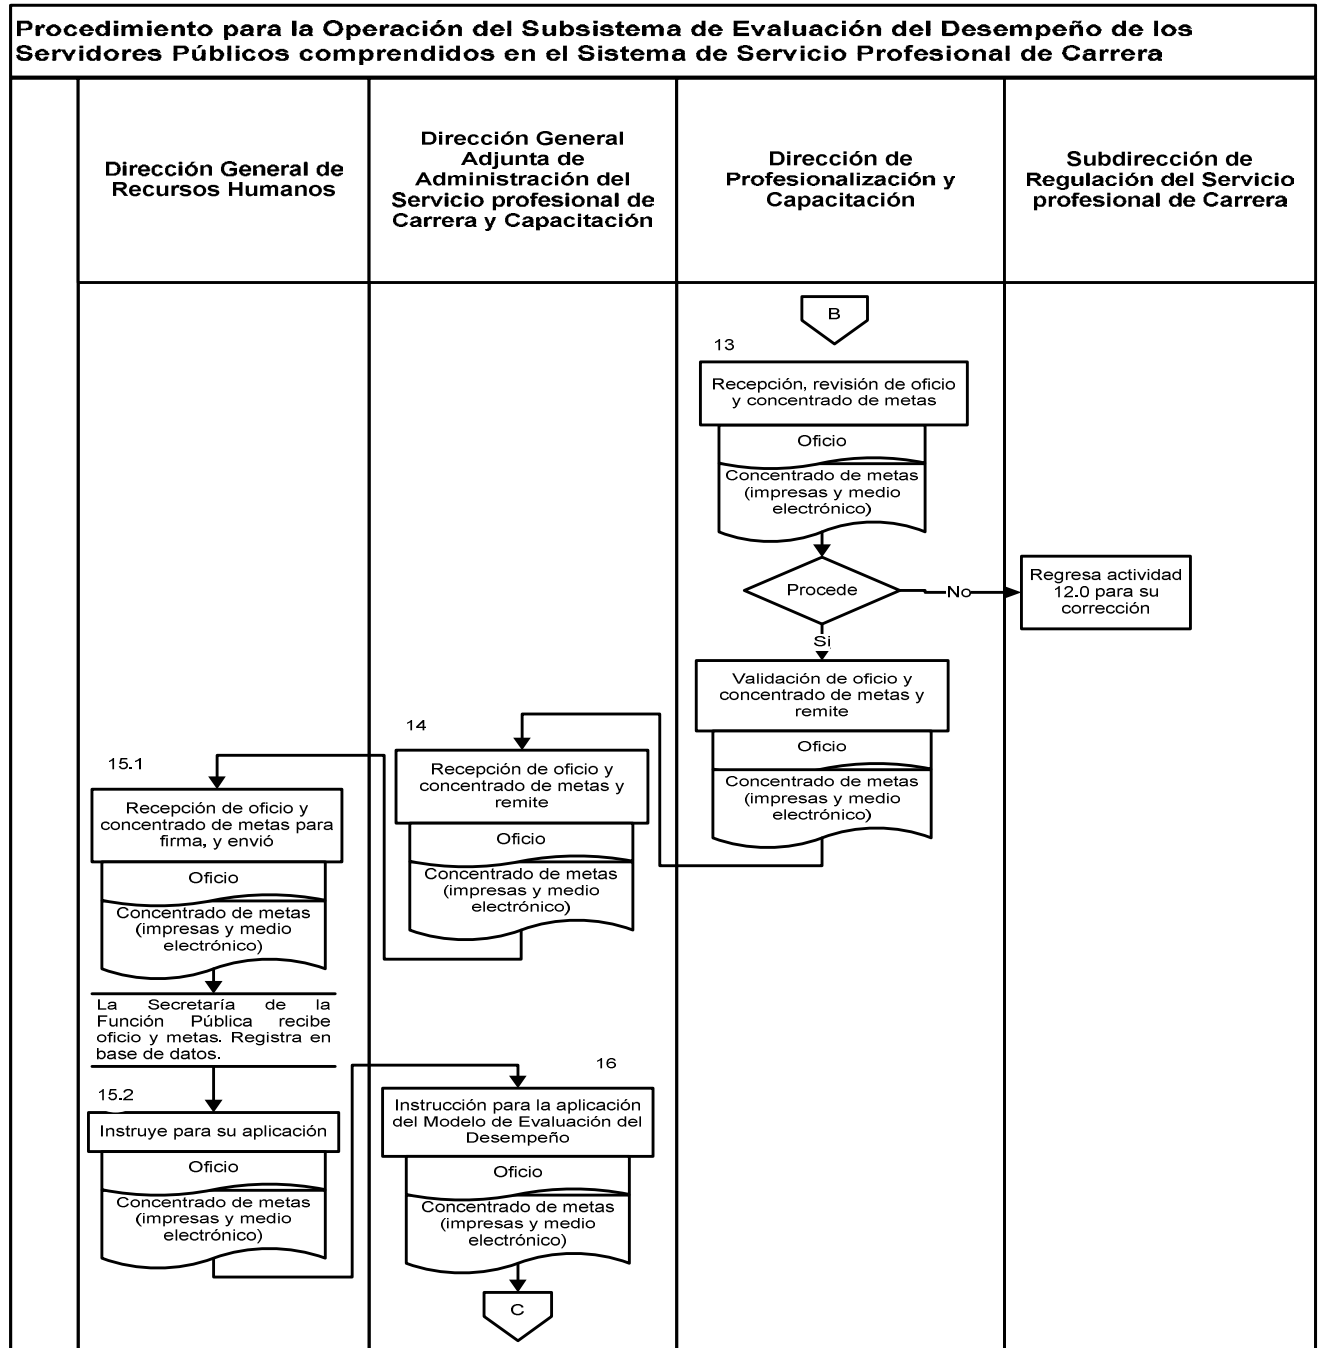 Procedimiento para la Operación del Subsistema de Evaluación del Desempeño de los
Servidores Públicos comprendidos en el Sistema de Servicio Profesional de Carrera
Dirección General de
Recursos Humanos
Dirección General
Adjunta de
Administración del
Servicio profesional de
Carrera y Capacitación
Dirección de
Profesionalización y
Capacitación
Subdirección de
Regulación del Servicio
profesional de Carrera
B
13
Recepción, revisión de oficio
y concentrado de metas
Oficio
Concentrado de metas
(impresas y medio
electrónico)
Procede
No
Regresa actividad
12.0 para su
corrección
Si
Validación de oficio y
concentrado de metas y
remite
Oficio
Concentrado de metas
(impresas y medio
electrónico)
14
Recepción de oficio y
concentrado de metas y
remite
Oficio
Concentrado de metas
(impresas y medio
electrónico)
15.1
Recepción de oficio y
concentrado de metas para
firma, y envió
Oficio
Concentrado de metas
(impresas y medio
electrónico)
La Secretaría de la
Función Pública recibe
oficio y metas. Registra en
base de datos.
15.2
Instruye para su aplicación
Oficio
Concentrado de metas
(impresas y medio
electrónico)
16
Instrucción para la aplicación
del Modelo de Evaluación del
Desempeño
Oficio
Concentrado de metas
(impresas y medio
electrónico)
C